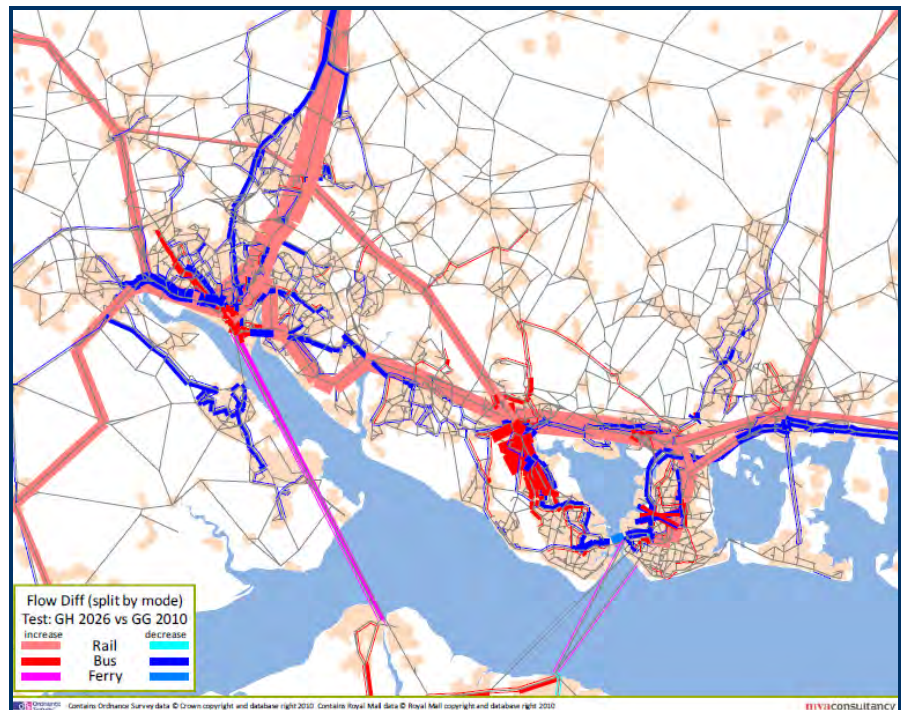 Flow Diff (split by mode)
Test: GH 2026 vs GG 2010
increase decrease
Rail
Bus
Ferry
Ordnance Survey Contains Ordnance Survey data © Crown copyright and database right 2010 Contains Royal Mail data © Royal Mail copyright and database right 2010 mvaconsultancy